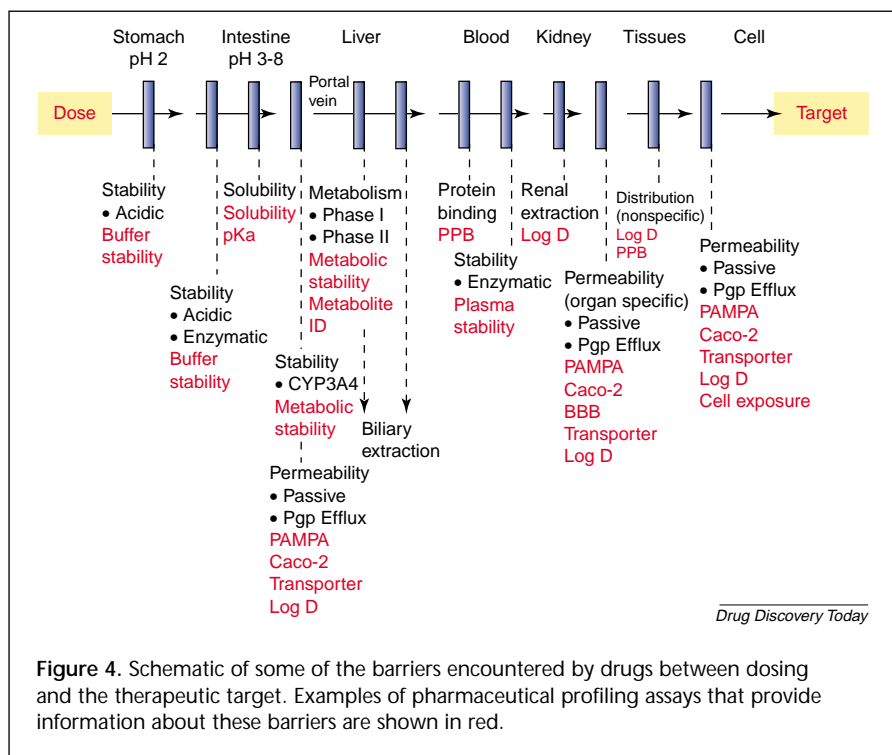 Stomach
pH 2
Intestine
pH 3-8
Liver
Blood
Kidney
Tissues
Cell
Portal
vein
Dose
Target
Stability
• Acidic
Buffer
stability
Stability
• Acidic
• Enzymatic
Buffer
stability
Solubility
Solubility
pKa
Stability
• CYP3A4
Metabolic
stability
Permeability
• Passive
• Pgp Efflux
PAMPA
Caco-2
Transporter
Log D
Metabolism
• Phase I
• Phase II
Metabolic
stability
Metabolite
ID
Biliary
extraction
Protein
binding
PPB
Stability
• Enzymatic
Plasma
stability
Renal
extraction
Log D
Permeability
(organ specific)
• Passive
• Pgp Efflux
PAMPA
Caco-2
BBB
Transporter
Log D
Distribution
(nonspecific)
Log D
PPB
Permeability
• Passive
• Pgp Efflux
PAMPA
Caco-2
Transporter
Log D
Cell exposure
Drug Discovery Today
Figure 4. Schematic of some of the barriers encountered by drugs between dosing
and the therapeutic target. Examples of pharmaceutical profiling assays that provide
information about these barriers are shown in red.